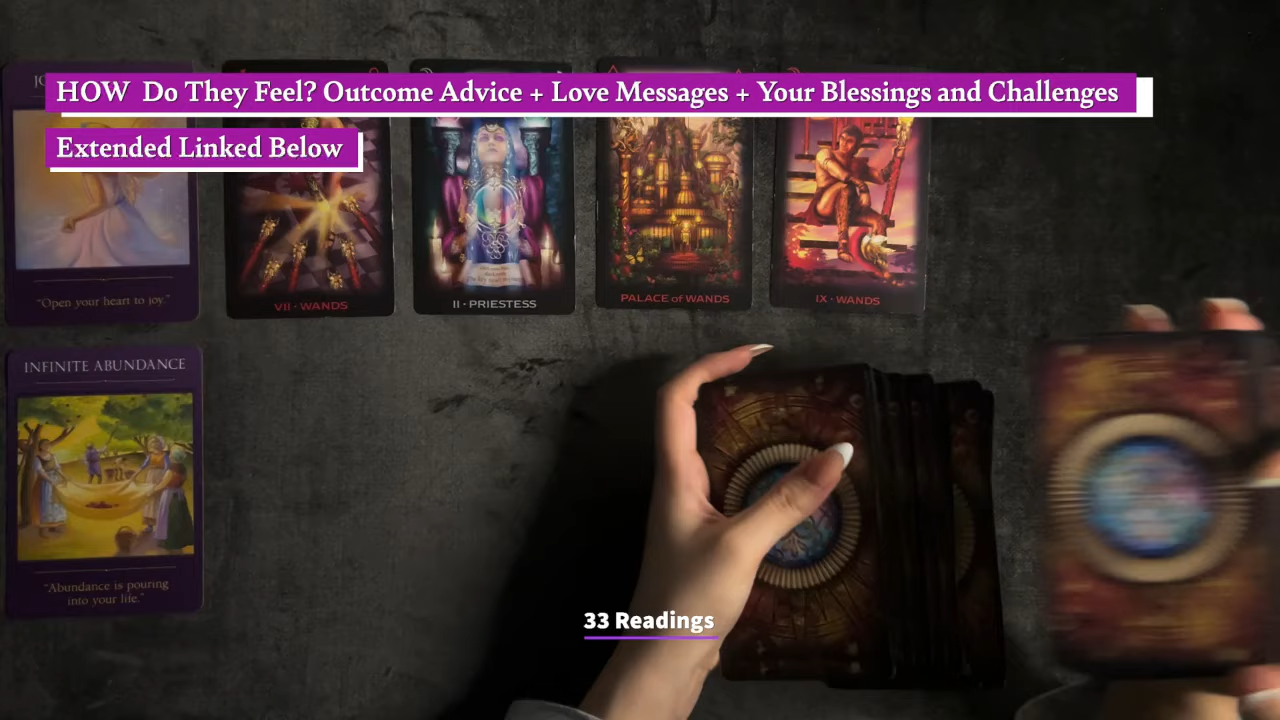 HOW Do They Feel? Outcome Advice + Love Messages + Your Blessings and Challenges
Extended Linked Below
"Open your heart to joy."
VII · WANDS
II · PRIESTESS
PALACE of WANDS
IX · WANDS
INFINITE ABUNDANCE
"Abundance is pouring
into your life."
33 Readings